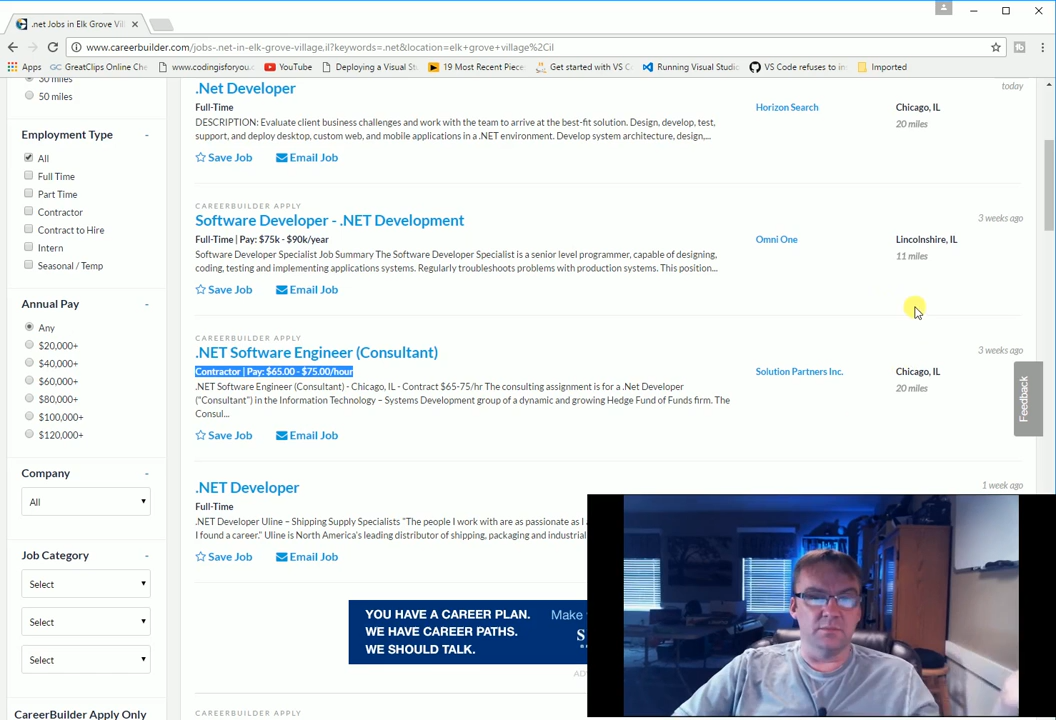 .net Jobs in Elk Grove Vill
www.careerbuilder.com/jobs-.net-in-elk-grove-village,il?keywords=.net&location=elk+grove+village%2Cil
Apps
GreatClips Online Che
www.codingisforyou.c
YouTube
Deploying a Visual St
19 Most Recent Piece
Get started with VS C
Running Visual Studio
VS Code refuses to in
Imported
30 miles
50 miles
Employment Type -
All
Full Time
Part Time
Contractor
Contract to Hire
Intern
Seasonal / Temp
Annual Pay -
Any
$20,000+
$40,000+
$60,000+
$80,000+
$100,000+
$120,000+
Company -
All
Job Category -
Select
Select
Select
CareerBuilder Apply Only
.Net Developer
today
Full-Time
Horizon Search
Chicago, IL
20 miles
DESCRIPTION: Evaluate client business challenges and work with the team to arrive at the best-fit solution. Design, develop, test,
support, and deploy desktop, custom web, and mobile applications in a .NET environment. Develop system architecture, design,...
Save Job Email Job
CAREERBUILDER APPLY
Software Developer - .NET Development
3 weeks ago
Full-Time | Pay: $75k - $90k/year
Omni One
Lincolnshire, IL
11 miles
Software Developer Specialist Job Summary The Software Developer Specialist is a senior level programmer, capable of designing,
coding, testing and implementing applications systems. Regularly troubleshoots problems with production systems. This position...
Save Job Email Job
CAREERBUILDER APPLY
.NET Software Engineer (Consultant)
3 weeks ago
Contractor | Pay: $65.00 - $75.00/hour
Solution Partners Inc.
Chicago, IL
20 miles
.NET Software Engineer (Consultant) - Chicago, IL - Contract $65-75/hr The consulting assignment is for a .Net Developer
("Consultant") in the Information Technology – Systems Development group of a dynamic and growing Hedge Fund of Funds firm. The
Consul...
Save Job Email Job
Feedback
.NET Developer
1 week ago
Full-Time
.NET Developer Uline – Shipping Supply Specialists "The people I work with are as passionate as I
I found a career." Uline is North America's leading distributor of shipping, packaging and industrial
Save Job Email Job
YOU HAVE A CAREER PLAN.
WE HAVE CAREER PATHS.
WE SHOULD TALK.
Make
S
AD
CAREERBUILDER APPLY